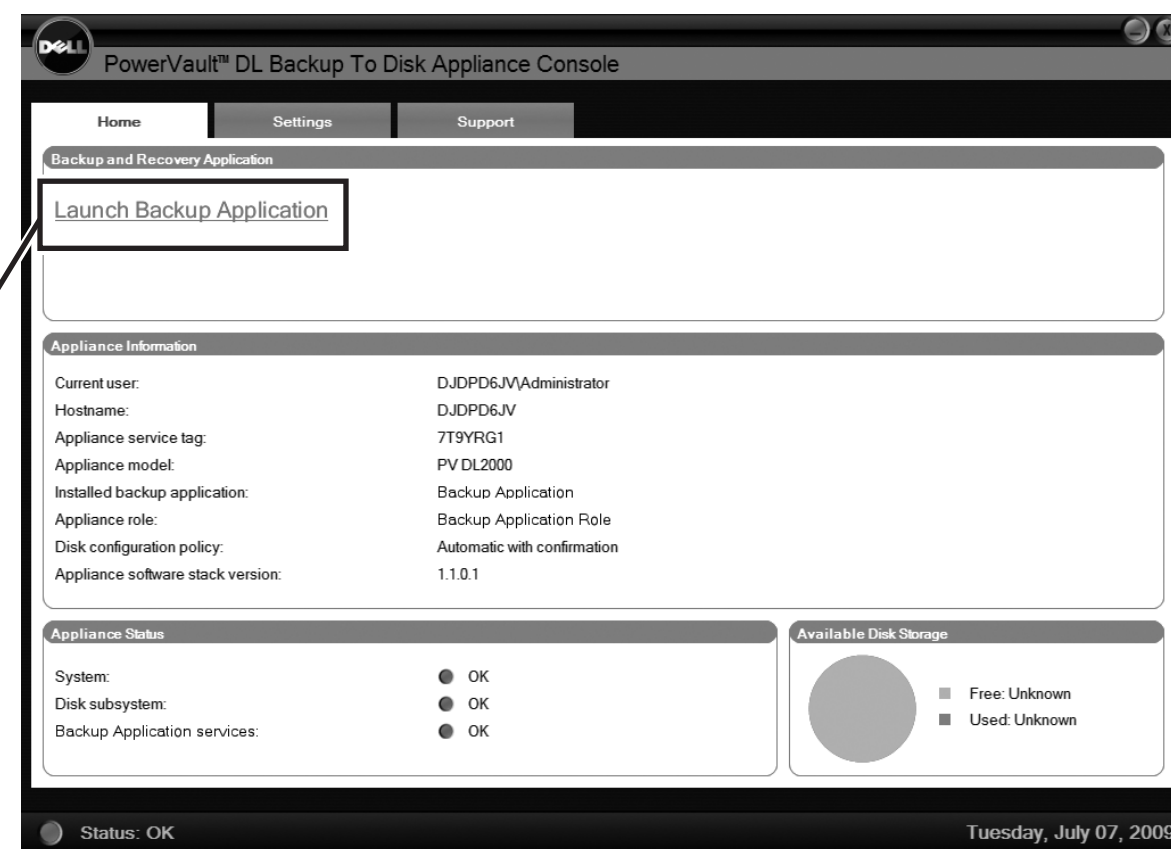 DELL
PowerVault™ DL Backup To Disk Appliance Console
Home Settings Support
Backup and Recovery Application
Launch Backup Application
Appliance Information
Current user: DJDPD6JV\Administrator
Hostname: DJDPD6JV
Appliance service tag: 7T9YRG1
Appliance model: PV DL2000
Installed backup application: Backup Application
Appliance role: Backup Application Role
Disk configuration policy: Automatic with confirmation
Appliance software stack version: 1.1.0.1
Appliance Status
System: OK
Disk subsystem: OK
Backup Application services: OK
Available Disk Storage
Free: Unknown
Used: Unknown
Status: OK
Tuesday, July 07, 2009